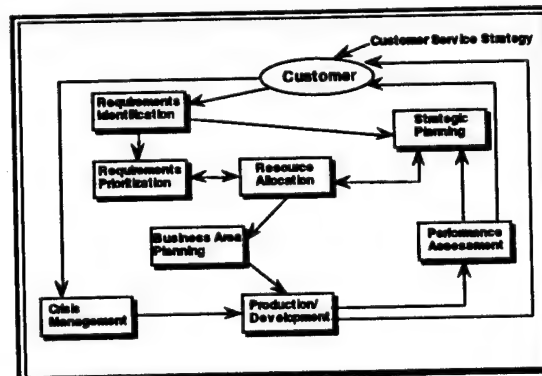 Customer Service Strategy
Customer
Requirements
Identification
Strategic
Planning
Requirements
Prioritization
Resource
Allocation
Business Area
Planning
Performance
Assessment
Crisis
Management
Production/
Development